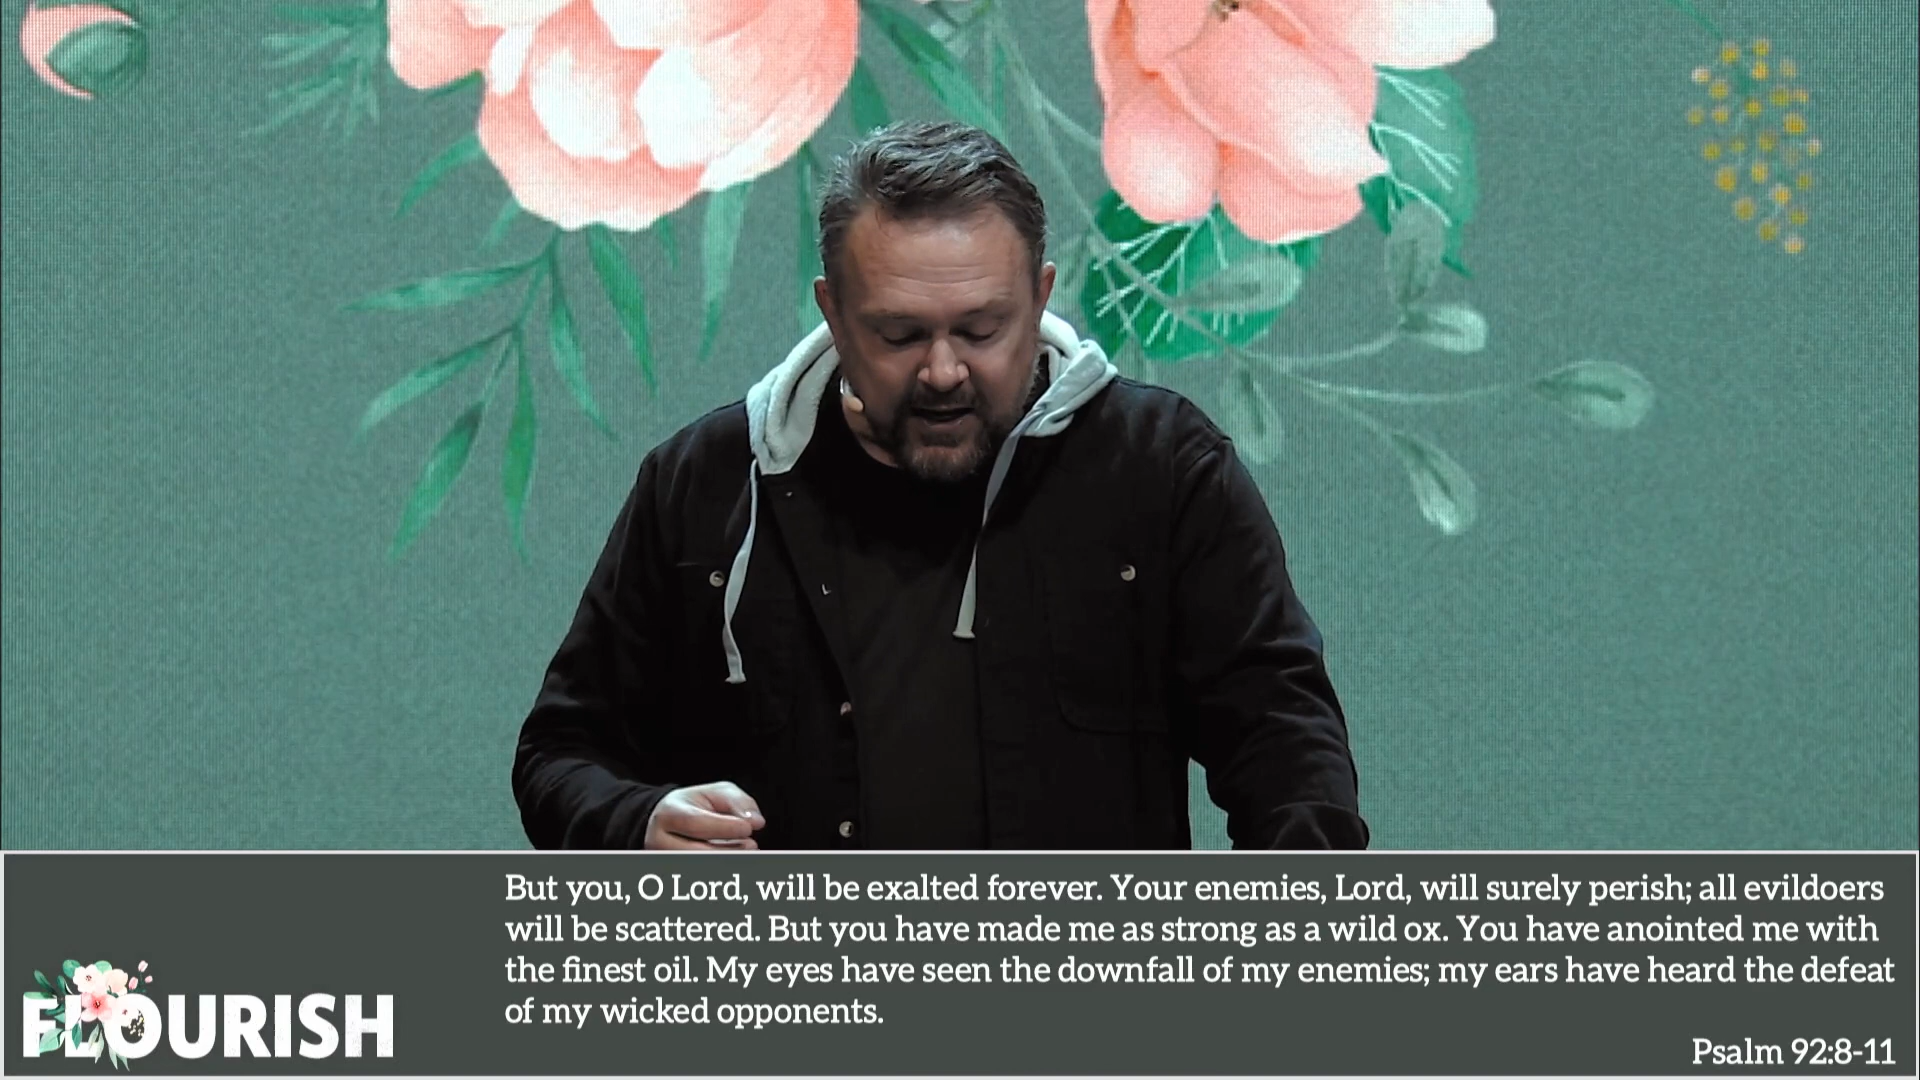 But you, O Lord, will be exalted forever. Your enemies, Lord, will surely perish; all evildoers
will be scattered. But you have made me as strong as a wild ox. You have anointed me with
the finest oil. My eyes have seen the downfall of my enemies; my ears have heard the defeat
of my wicked opponents.
FLOURISH
Psalm 92:8-11